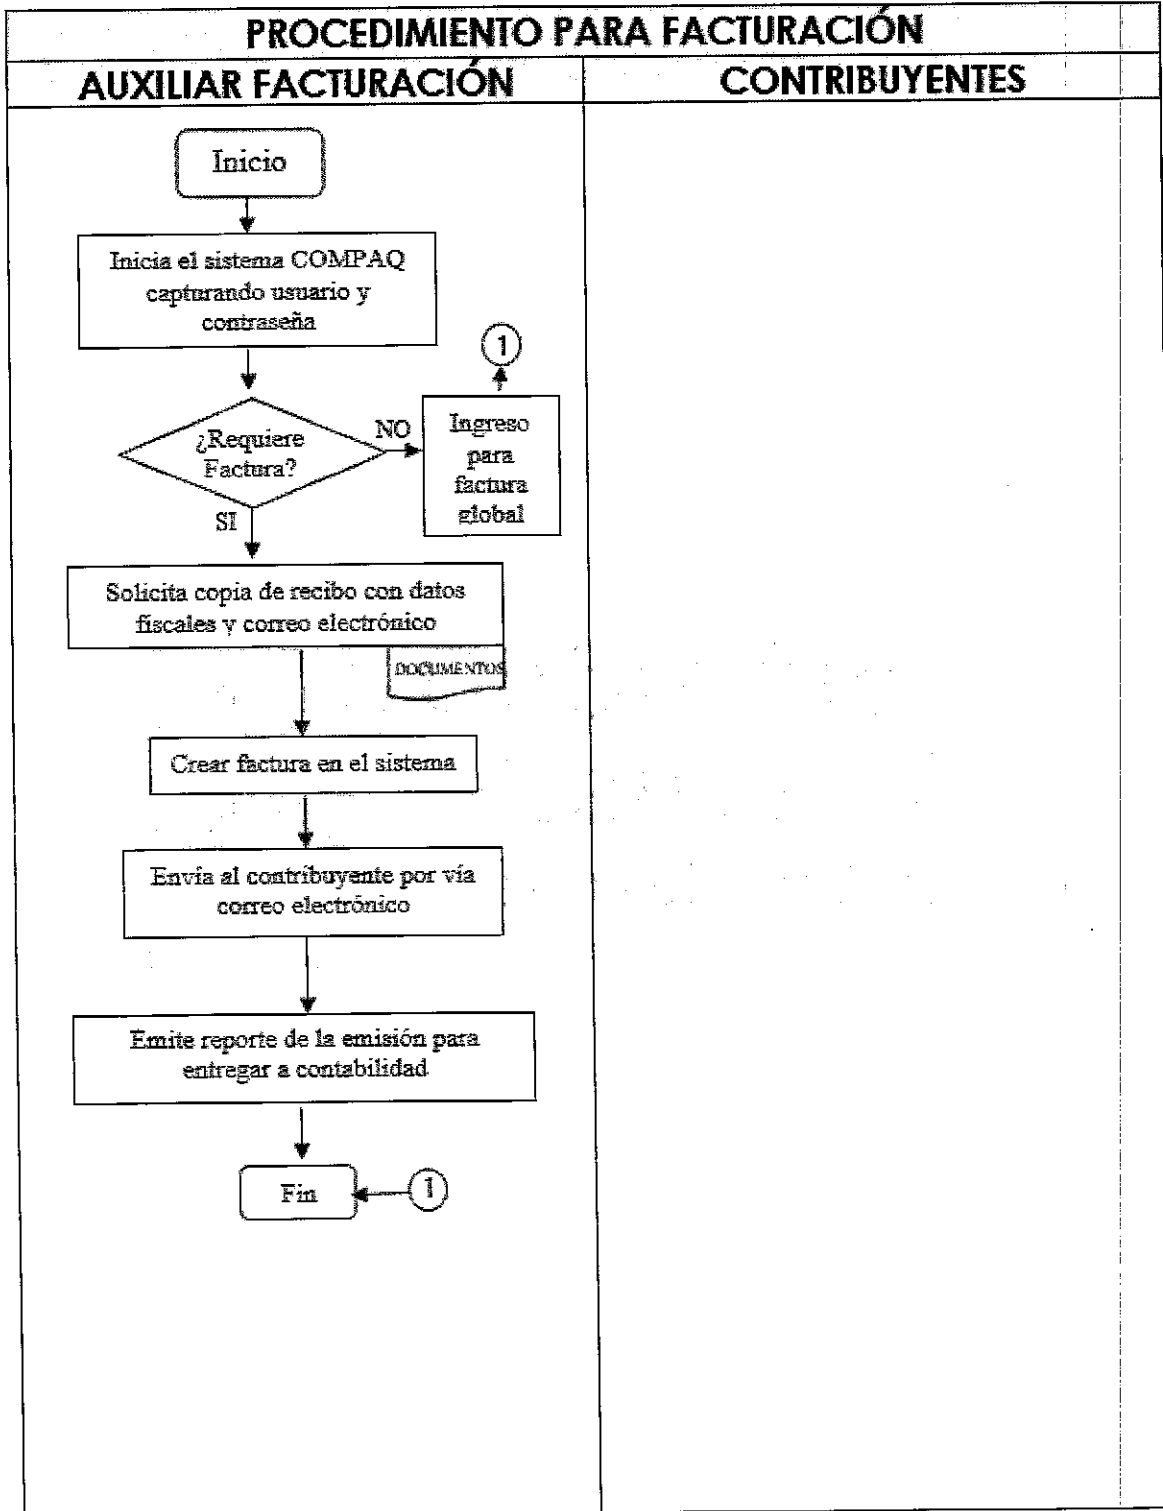 PROCEDIMIENTO PARA FACTURACIÓN
AUXILIAR FACTURACIÓN
CONTRIBUYENTES
Inicio
Inicia el sistema COMPAQ
capturando usuario y
contraseña
1
¿Requiere
Factura?
NO
Ingreso
para
factura
global
SI
Solicita copia de recibo con datos
fiscales y correo electrónico
DOCUMENTOS
Crear factura en el sistema
Envía al contribuyente por vía
correo electrónico
Emite reporte de la emisión para
entregar a contabilidad
Fin
1